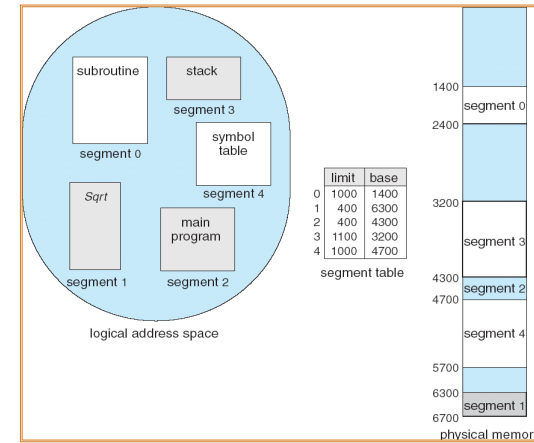 subroutine
segment 0
stack
segment 3
symbol
table
segment 4
Sqrt
segment 1
main
program
segment 2
logical address space
limit base
0 1000 1400
1 400 6300
2 400 4300
3 1100 3200
4 1000 4700
segment table
1400
segment 0
2400
3200
segment 3
4300
segment 2
4700
segment 4
5700
6300
segment 1
6700
physical memor